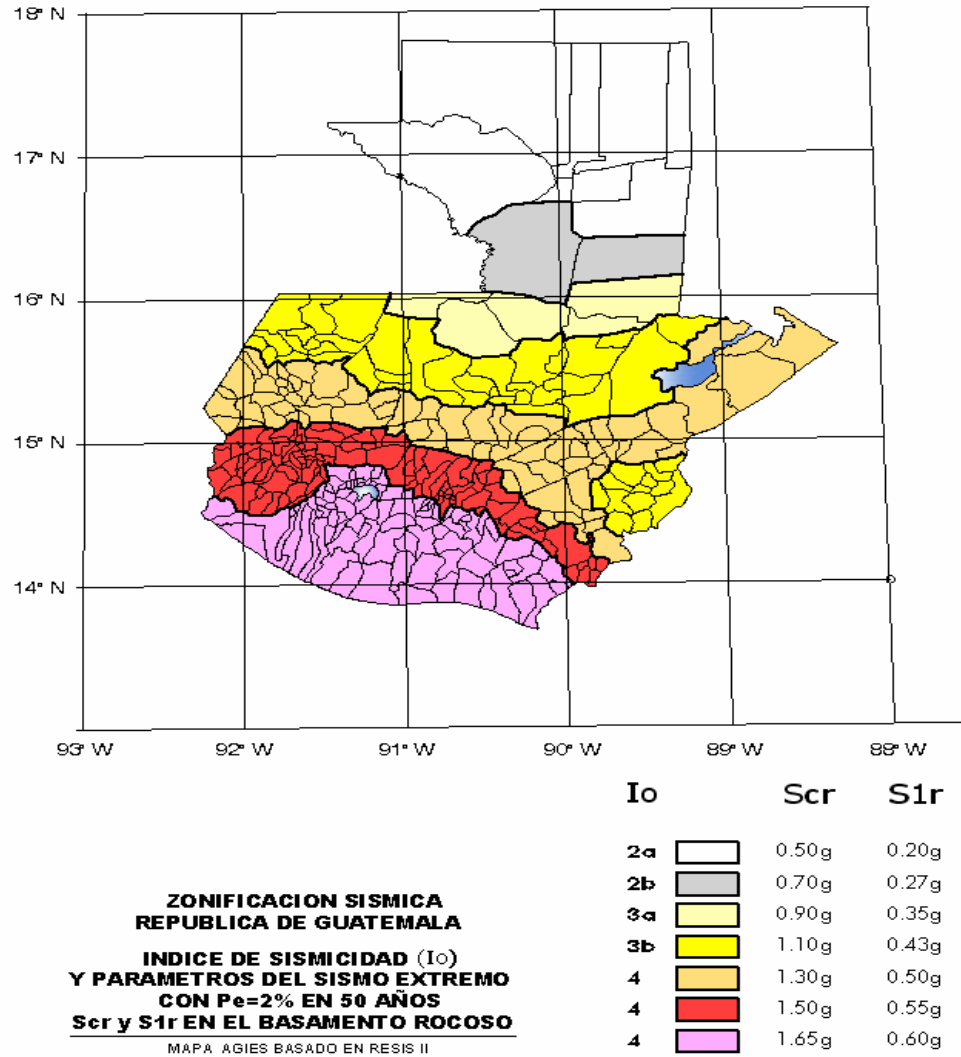 18° N
17° N
16° N
15° N
14° N
93° W 92° W 91° W 90° W 89° W 88° W
Io Scr S1r
2a 0.50g 0.20g
2b 0.70g 0.27g
3a 0.90g 0.35g
3b 1.10g 0.43g
4 1.30g 0.50g
4 1.50g 0.55g
4 1.65g 0.60g
ZONIFICACION SISMICA
REPUBLICA DE GUATEMALA
INDICE DE SISMICIDAD (Io)
Y PARAMETROS DEL SISMO EXTREMO
CON Pe=2% EN 50 AÑOS
Scr y S1r EN EL BASAMENTO ROCOSO
MAPA AGIES BASADO EN RESIS II